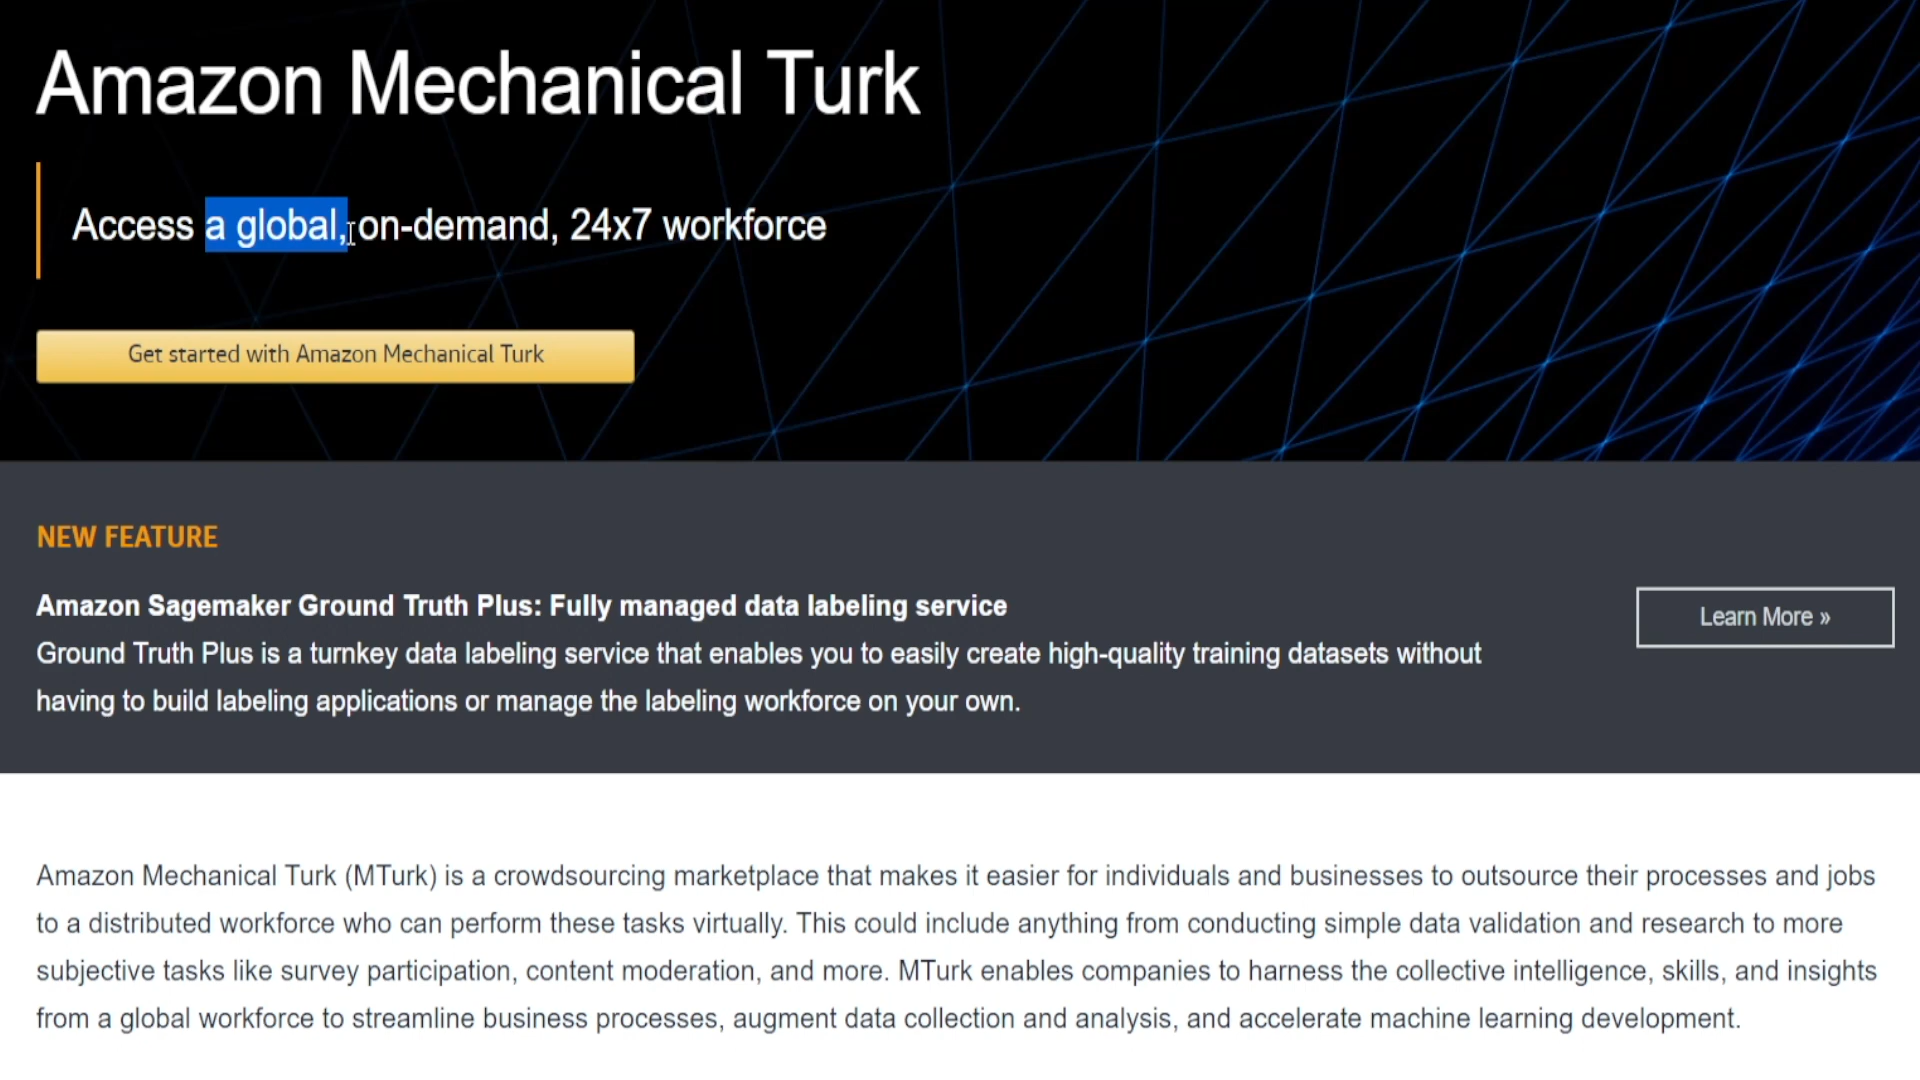 Amazon Mechanical Turk
Access a global, on-demand, 24x7 workforce
Get started with Amazon Mechanical Turk
NEW FEATURE
Amazon Sagemaker Ground Truth Plus: Fully managed data labeling service
Ground Truth Plus is a turnkey data labeling service that enables you to easily create high-quality training datasets without
having to build labeling applications or manage the labeling workforce on your own.
Learn More »
Amazon Mechanical Turk (MTurk) is a crowdsourcing marketplace that makes it easier for individuals and businesses to outsource their processes and jobs
to a distributed workforce who can perform these tasks virtually. This could include anything from conducting simple data validation and research to more
subjective tasks like survey participation, content moderation, and more. MTurk enables companies to harness the collective intelligence, skills, and insights
from a global workforce to streamline business processes, augment data collection and analysis, and accelerate machine learning development.